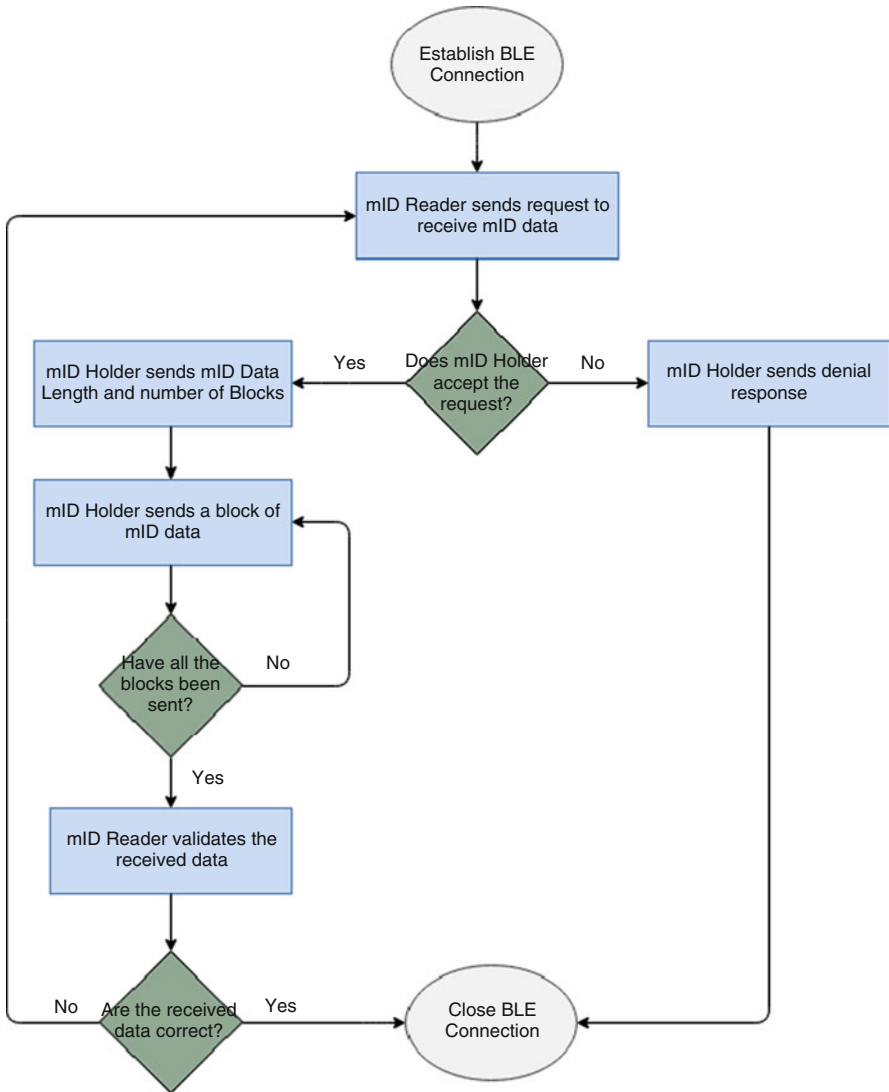 Establish BLE
Connection
mID Reader sends request to
receive mID data
Does mID Holder
accept the
request?
Yes
No
mID Holder sends mID Data
Length and number of Blocks
mID Holder sends denial
response
mID Holder sends a block of
mID data
Have all the
blocks been
sent?
No
Yes
mID Reader validates the
received data
Are the received
data correct?
No
Yes
Close BLE
Connection